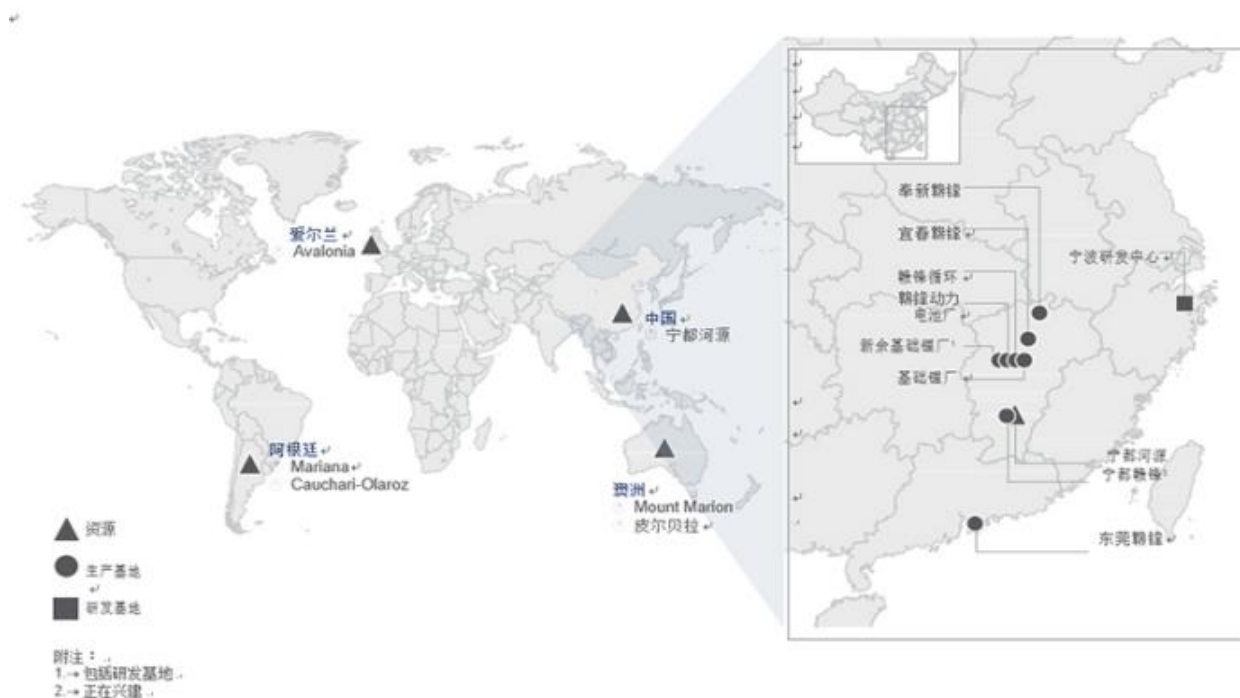 爱尔兰
Avalonia
中国
宁都河源
阿根廷
Mariana
Cauchari-Olaroz
澳洲
Mount Marion
皮尔贝拉
资源
生产基地
研发基地
附注：
1.→包括研发基地
2.→正在兴建
奉新赣锋
宜春赣锋
赣锋循环
赣锋动力
电池厂
新余基础锂厂¹
基础锂厂
宁波研发中心
宁都河源
宁都赣锋²
东莞赣锋